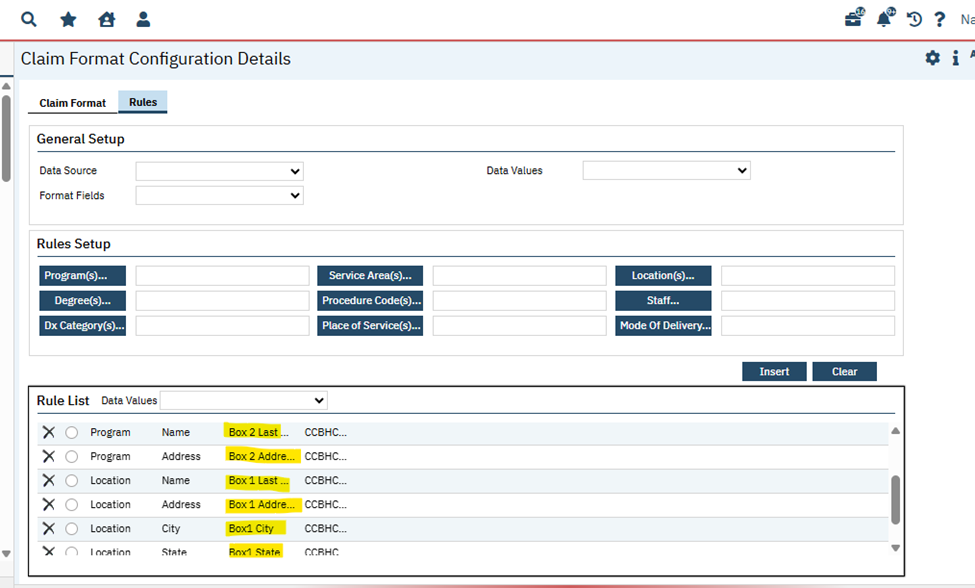 16 9+ ? Na
Claim Format Configuration Details
Claim Format Rules
General Setup
Data Source Data Values
Format Fields
Rules Setup
Program(s)... Service Area(s)... Location(s)...
Degree(s)... Procedure Code(s)... Staff...
Dx Category(s)... Place of Service(s)... Mode Of Delivery...
Insert Clear
Rule List Data Values
Program Name Box 2 Last ... CCBHC...
Program Address Box 2 Addre... CCBHC...
Location Name Box 1 Last ... CCBHC...
Location Address Box 1 Addre... CCBHC...
Location City Box1 City CCBHC...
Location State Box1 State CCBHC